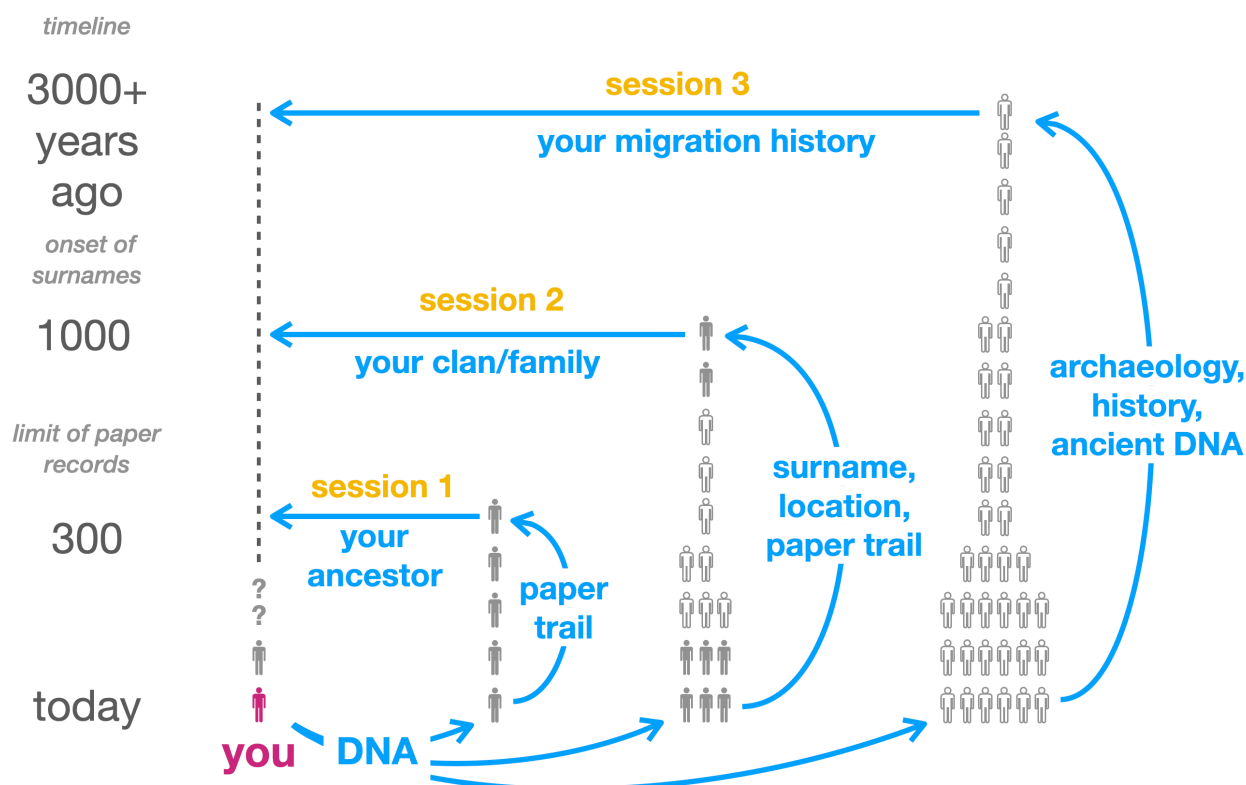 timeline
3000+
years
ago
onset of
surnames
1000
limit of paper
records
300
today
session 3
your migration history
session 2
your clan/family
session 1
your
ancestor
?
?
you
DNA
paper
trail
surname,
location,
paper trail
archaeology,
history,
ancient DNA